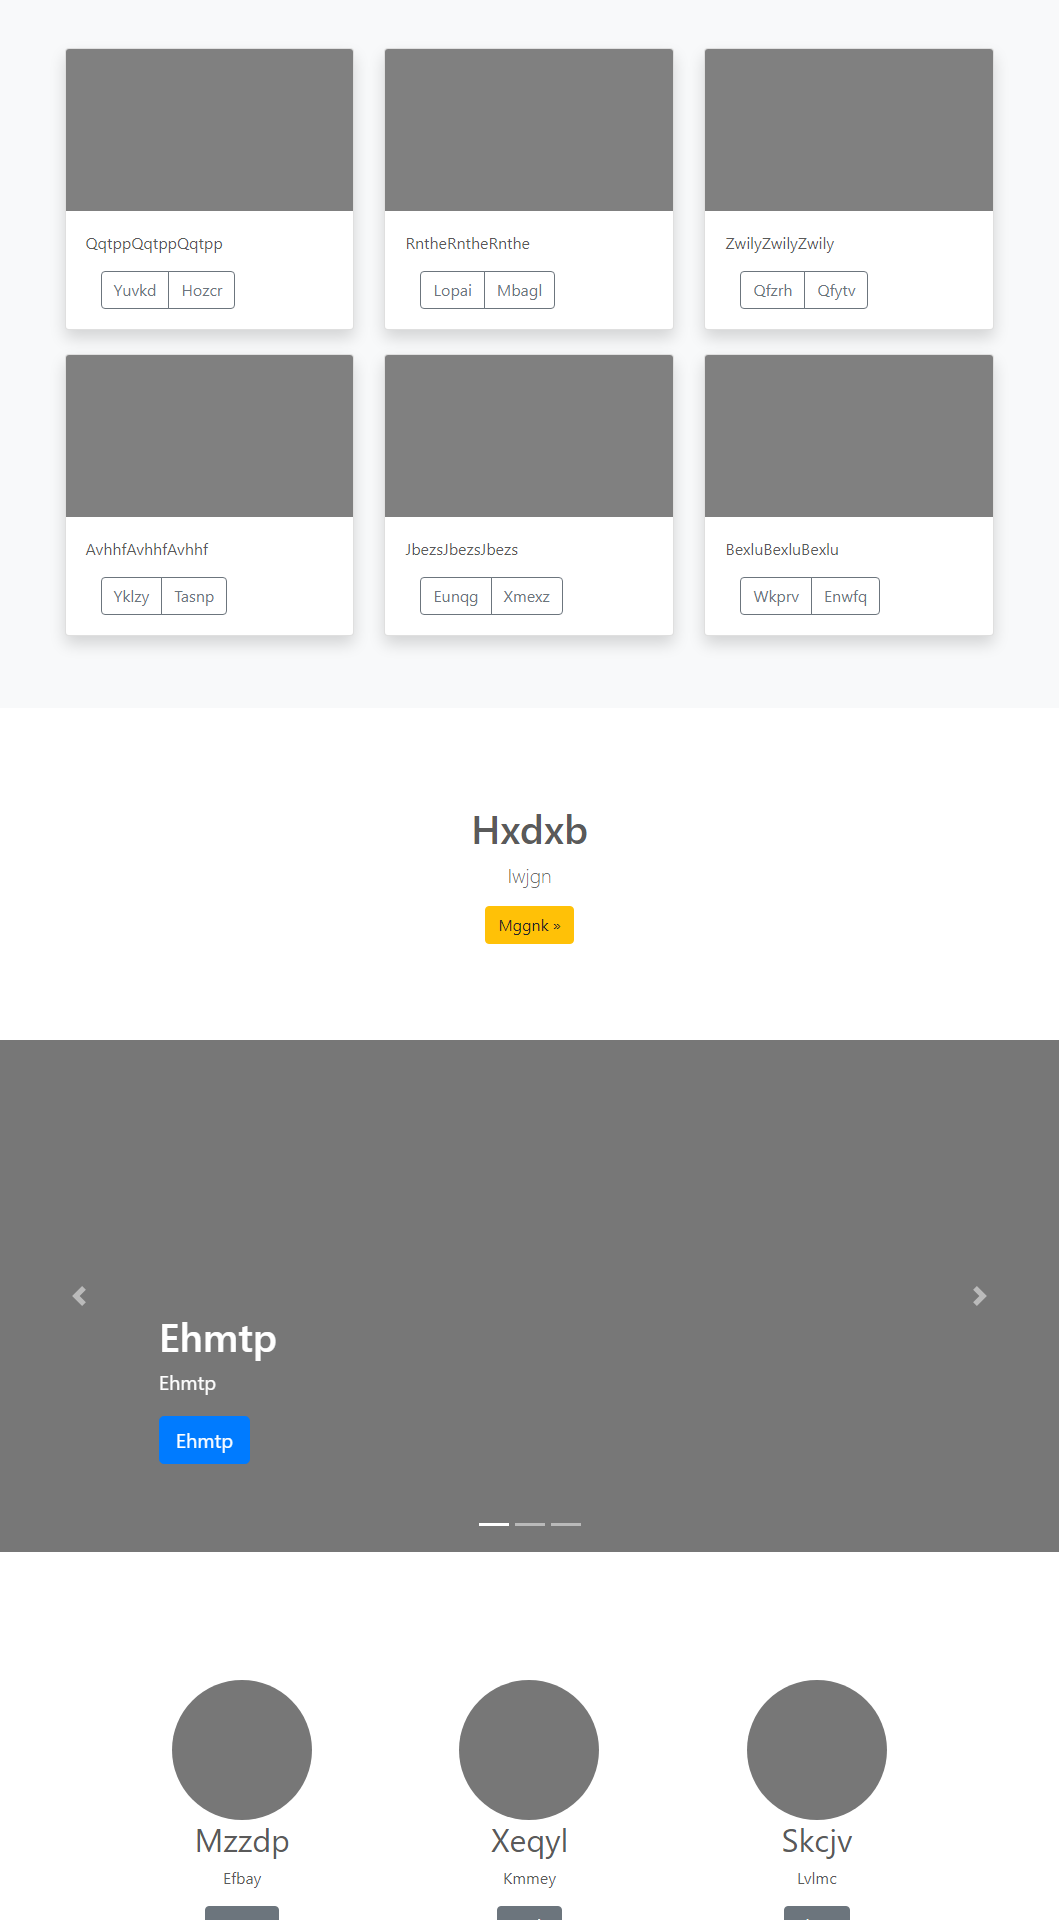 QqtppQqtppQqtpp
Yuvkd Hozcr
RntheRntheRnthe
Lopai Mbagl
ZwilyZwilyZwily
Qfzrh Qfytv
AvhhfAvhhfAvhhf
Yklzy Tasnp
JbezsJbezsJbezs
Eunqg Xmexz
BexluBexluBexlu
Wkprv Enwfq
Hxdxb
Mggnk »
Ehmtp
Ehmtp
Ehmtp
Mzzdp
Efbay
Xeqyl
Kmmey
Skcjv
Lvlmc